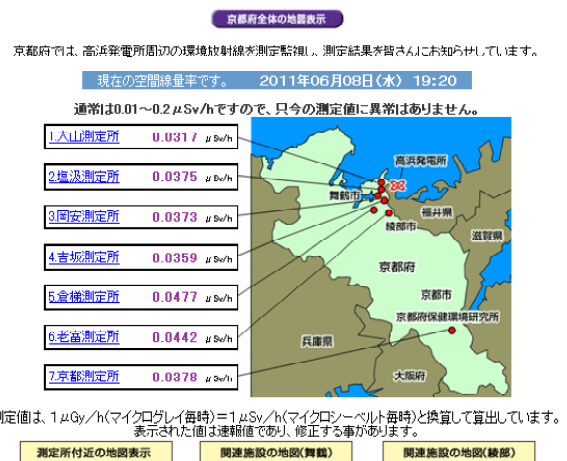 京都府全体の地図表示
京都府では、高浜発電所周辺の環境放射線を測定監視し、測定結果を皆さんにお知らせしています。
現在の空間線量率です。 2011年06月08日(水) 19:20
通常は0.01～0.2μSv/hですので、只今の測定値に異常はありません。
1.大山測定所 0.0317 μSv/h
2.塩汲測定所 0.0375 μSv/h
3.岡安測定所 0.0373 μSv/h
4.吉坂測定所 0.0359 μSv/h
5.倉梯測定所 0.0477 μSv/h
6.老富測定所 0.0442 μSv/h
7.京都測定所 0.0378 μSv/h
高浜発電所
舞鶴市
福井県
綾部市
滋賀県
京都府
京都市
京都府保健環境研究所
兵庫県
大阪府
則定値は、1μGy/h(マイクログレイ毎時)=1μSv/h(マイクロシーベルト毎時)と換算して算出しています。
表示された値は速報値であり、修正する事があります。
測定所付近の地図表示 関連施設の地図(舞鶴) 関連施設の地図(綾部)